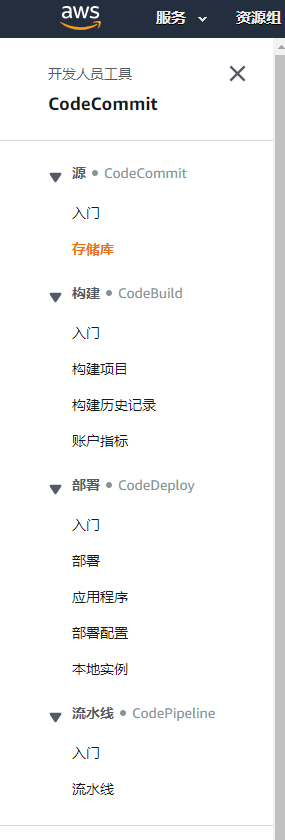 aws 服务 资源组
开发人员工具
CodeCommit
源 • CodeCommit
入门
存储库
构建 • CodeBuild
入门
构建项目
构建历史记录
账户指标
部署 • CodeDeploy
入门
部署
应用程序
部署配置
本地实例
流水线 • CodePipeline
入门
流水线